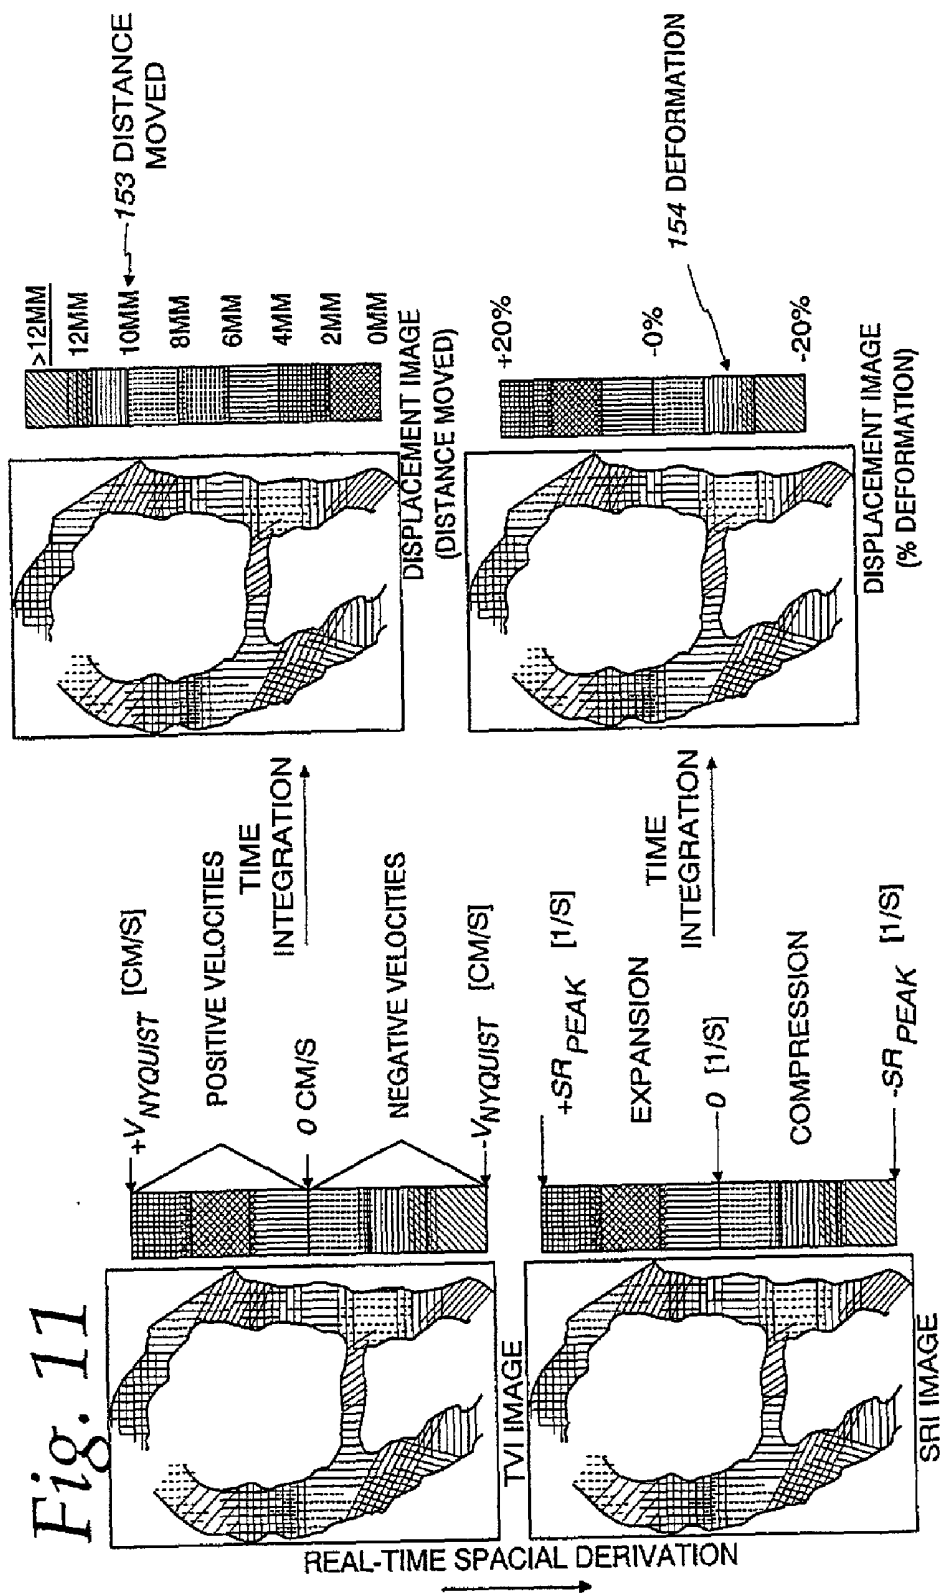 Fig. 11
REAL-TIME SPACIAL DERIVATION
TVI IMAGE
+VNYQUIST [CM/S]
POSITIVE VELOCITIES
0 CM/S
NEGATIVE VELOCITIES
-VNYQUIST [CM/S]
TIME
INTEGRATION
DISPLACEMENT IMAGE
(DISTANCE MOVED)
>12MM
12MM
10MM
8MM
6MM
4MM
2MM
0MM
153 DISTANCE
MOVED
SRI IMAGE
+SR PEAK [1/S]
EXPANSION
0 [1/S]
COMPRESSION
-SR PEAK [1/S]
TIME
INTEGRATION
DISPLACEMENT IMAGE
(% DEFORMATION)
+20%
-0%
-20%
154 DEFORMATION